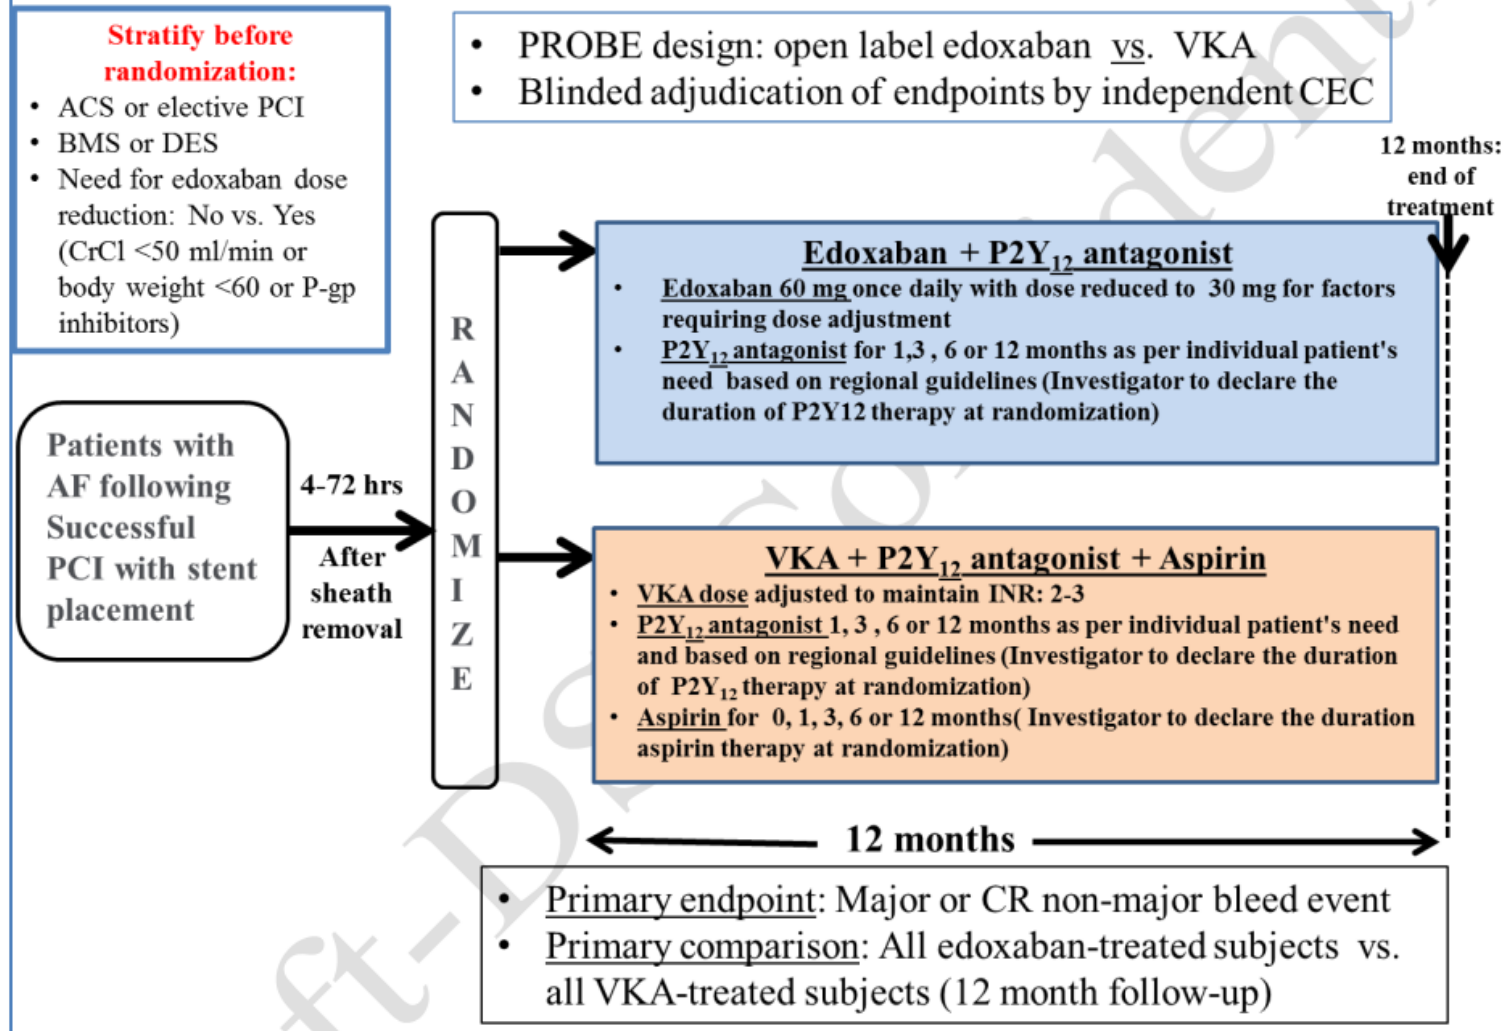 Stratify before
randomization:
• ACS or elective PCI
• BMS or DES
• Need for edoxaban dose
reduction: No vs. Yes
(CrCl <50 ml/min or
body weight <60 or P-gp
inhibitors)
• PROBE design: open label edoxaban vs. VKA
• Blinded adjudication of endpoints by independent CEC
12 months:
end of
treatment
Patients with
AF following
Successful
PCI with stent
placement
4-72 hrs
After
sheath
removal
R
A
N
D
O
M
I
Z
E
Edoxaban + P2Y12 antagonist
• Edoxaban 60 mg once daily with dose reduced to 30 mg for factors
requiring dose adjustment
• P2Y12 antagonist for 1,3 , 6 or 12 months as per individual patient's
need based on regional guidelines (Investigator to declare the
duration of P2Y12 therapy at randomization)
VKA + P2Y12 antagonist + Aspirin
• VKA dose adjusted to maintain INR: 2-3
• P2Y12 antagonist 1, 3 , 6 or 12 months as per individual patient's need
and based on regional guidelines (Investigator to declare the duration
of P2Y12 therapy at randomization)
• Aspirin for 0, 1, 3, 6 or 12 months( Investigator to declare the duration
aspirin therapy at randomization)
12 months
• Primary endpoint: Major or CR non-major bleed event
• Primary comparison: All edoxaban-treated subjects vs.
all VKA-treated subjects (12 month follow-up)